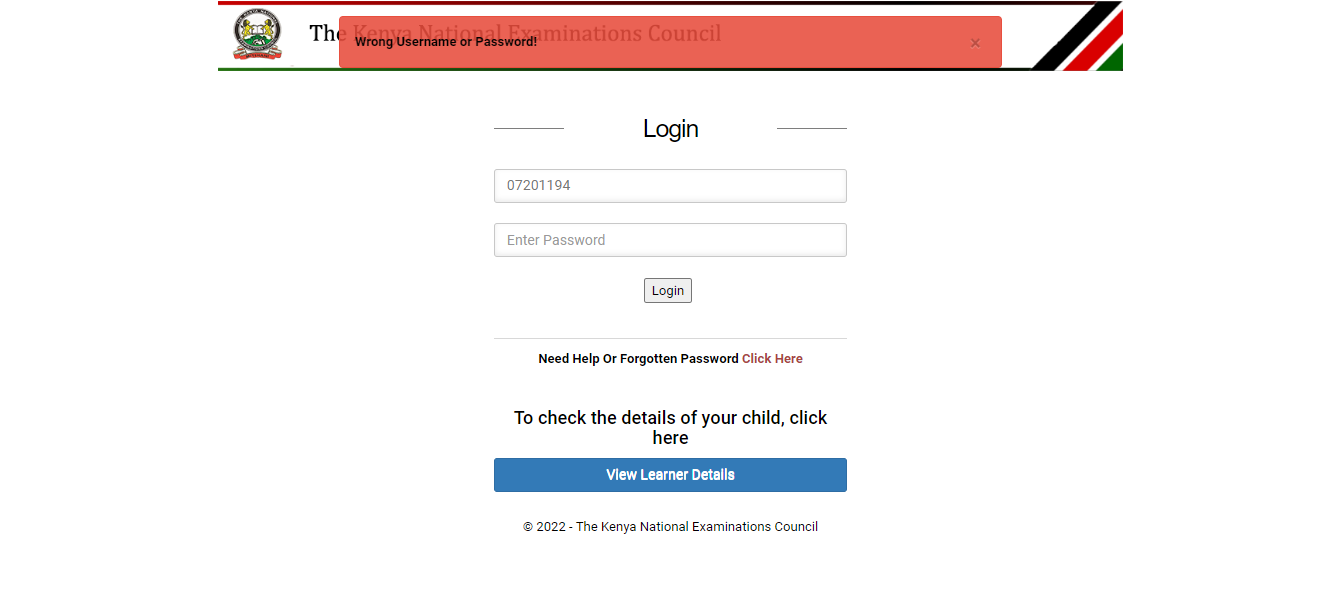 The Kenya National Examinations Council
Wrong Username or Password!
×
Login
07201194
Enter Password
Login
Need Help Or Forgotten Password Click Here
To check the details of your child, click
here
View Learner Details
© 2022 - The Kenya National Examinations Council